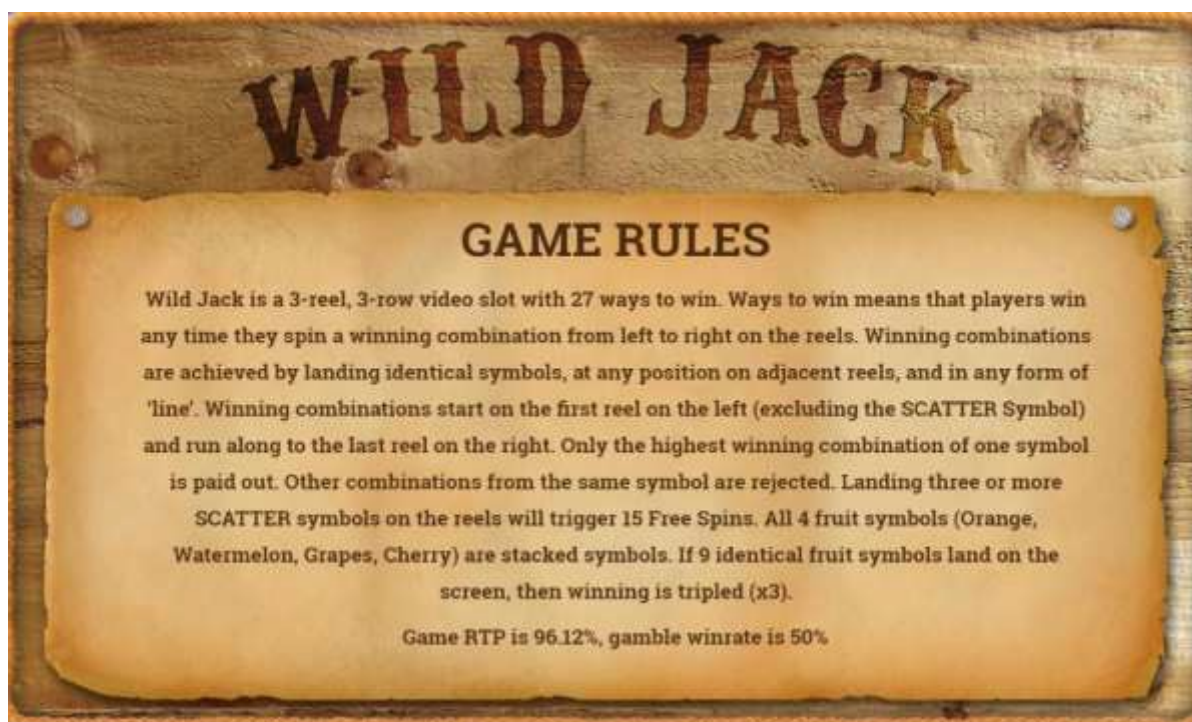 WILD JACK
GAME RULES
Wild Jack is a 3-reel, 3-row video slot with 27 ways to win. Ways to win means that players win
any time they spin a winning combination from left to right on the reels. Winning combinations
are achieved by landing identical symbols, at any position on adjacent reels, and in any form of
'line'. Winning combinations start on the first reel on the left (excluding the SCATTER Symbol)
and run along to the last reel on the right. Only the highest winning combination of one symbol
is paid out. Other combinations from the same symbol are rejected. Landing three or more
SCATTER symbols on the reels will trigger 15 Free Spins. All 4 fruit symbols (Orange,
Watermelon, Grapes, Cherry) are stacked symbols. If 9 identical fruit symbols land on the
screen, then winning is tripled (x3).
Game RTP is 96.12%, gamble winrate is 50%